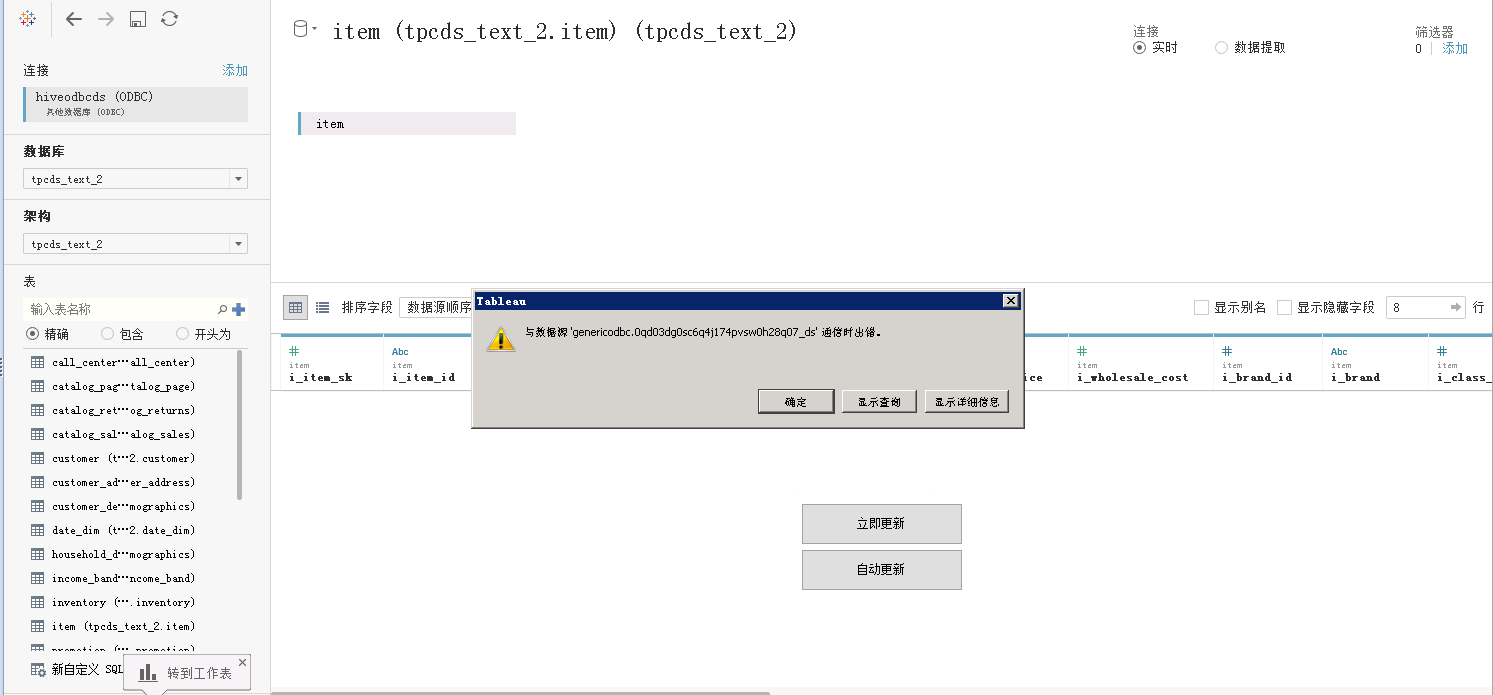 item (tpcds_text_2.item) (tpcds_text_2)
连接
实时
数据提取
筛选器
0
添加
连接
添加
hiveodbcds (ODBC)
其他数据库 (ODBC)
数据库
tpcds_text_2
架构
tpcds_text_2
表
输入表名称
精确
包含
开头为
call_center…all_center)
catalog_pag…talog_page)
catalog_ret…og_returns)
catalog_sal…alog_sales)
customer (t…2.customer)
customer_ad…er_address)
customer_de…mographics)
date_dim (t…2.date_dim)
household_d…mographics)
income_band…ncome_band)
inventory (….inventory)
item (tpcds_text_2.item)
promotion (….promotion)
新自定义 SQL
转到工作表
item
排序字段
数据源顺序
显示别名
显示隐藏字段
8
行
item
i_item_sk
Abc
item
i_item_id
ice
item
i_wholesale_cost
item
i_brand_id
Abc
item
i_brand
item
i_class_
Tableau
与数据源 'genericodbc.0qd03dg0sc6q4j174pvsw0h28q07_ds' 通信时出错。
确定
显示查询
显示详细信息
立即更新
自动更新